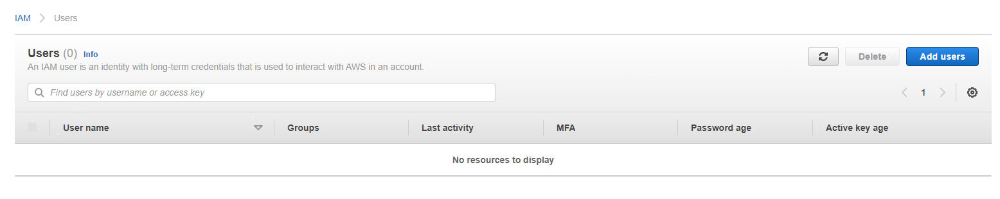 IAM Users
Users (0) Info
An IAM user is an identity with long-term credentials that is used to interact with AWS in an account.
Delete Add users
Find users by username or access key
1
User name Groups Last activity MFA Password age Active key age
No resources to display